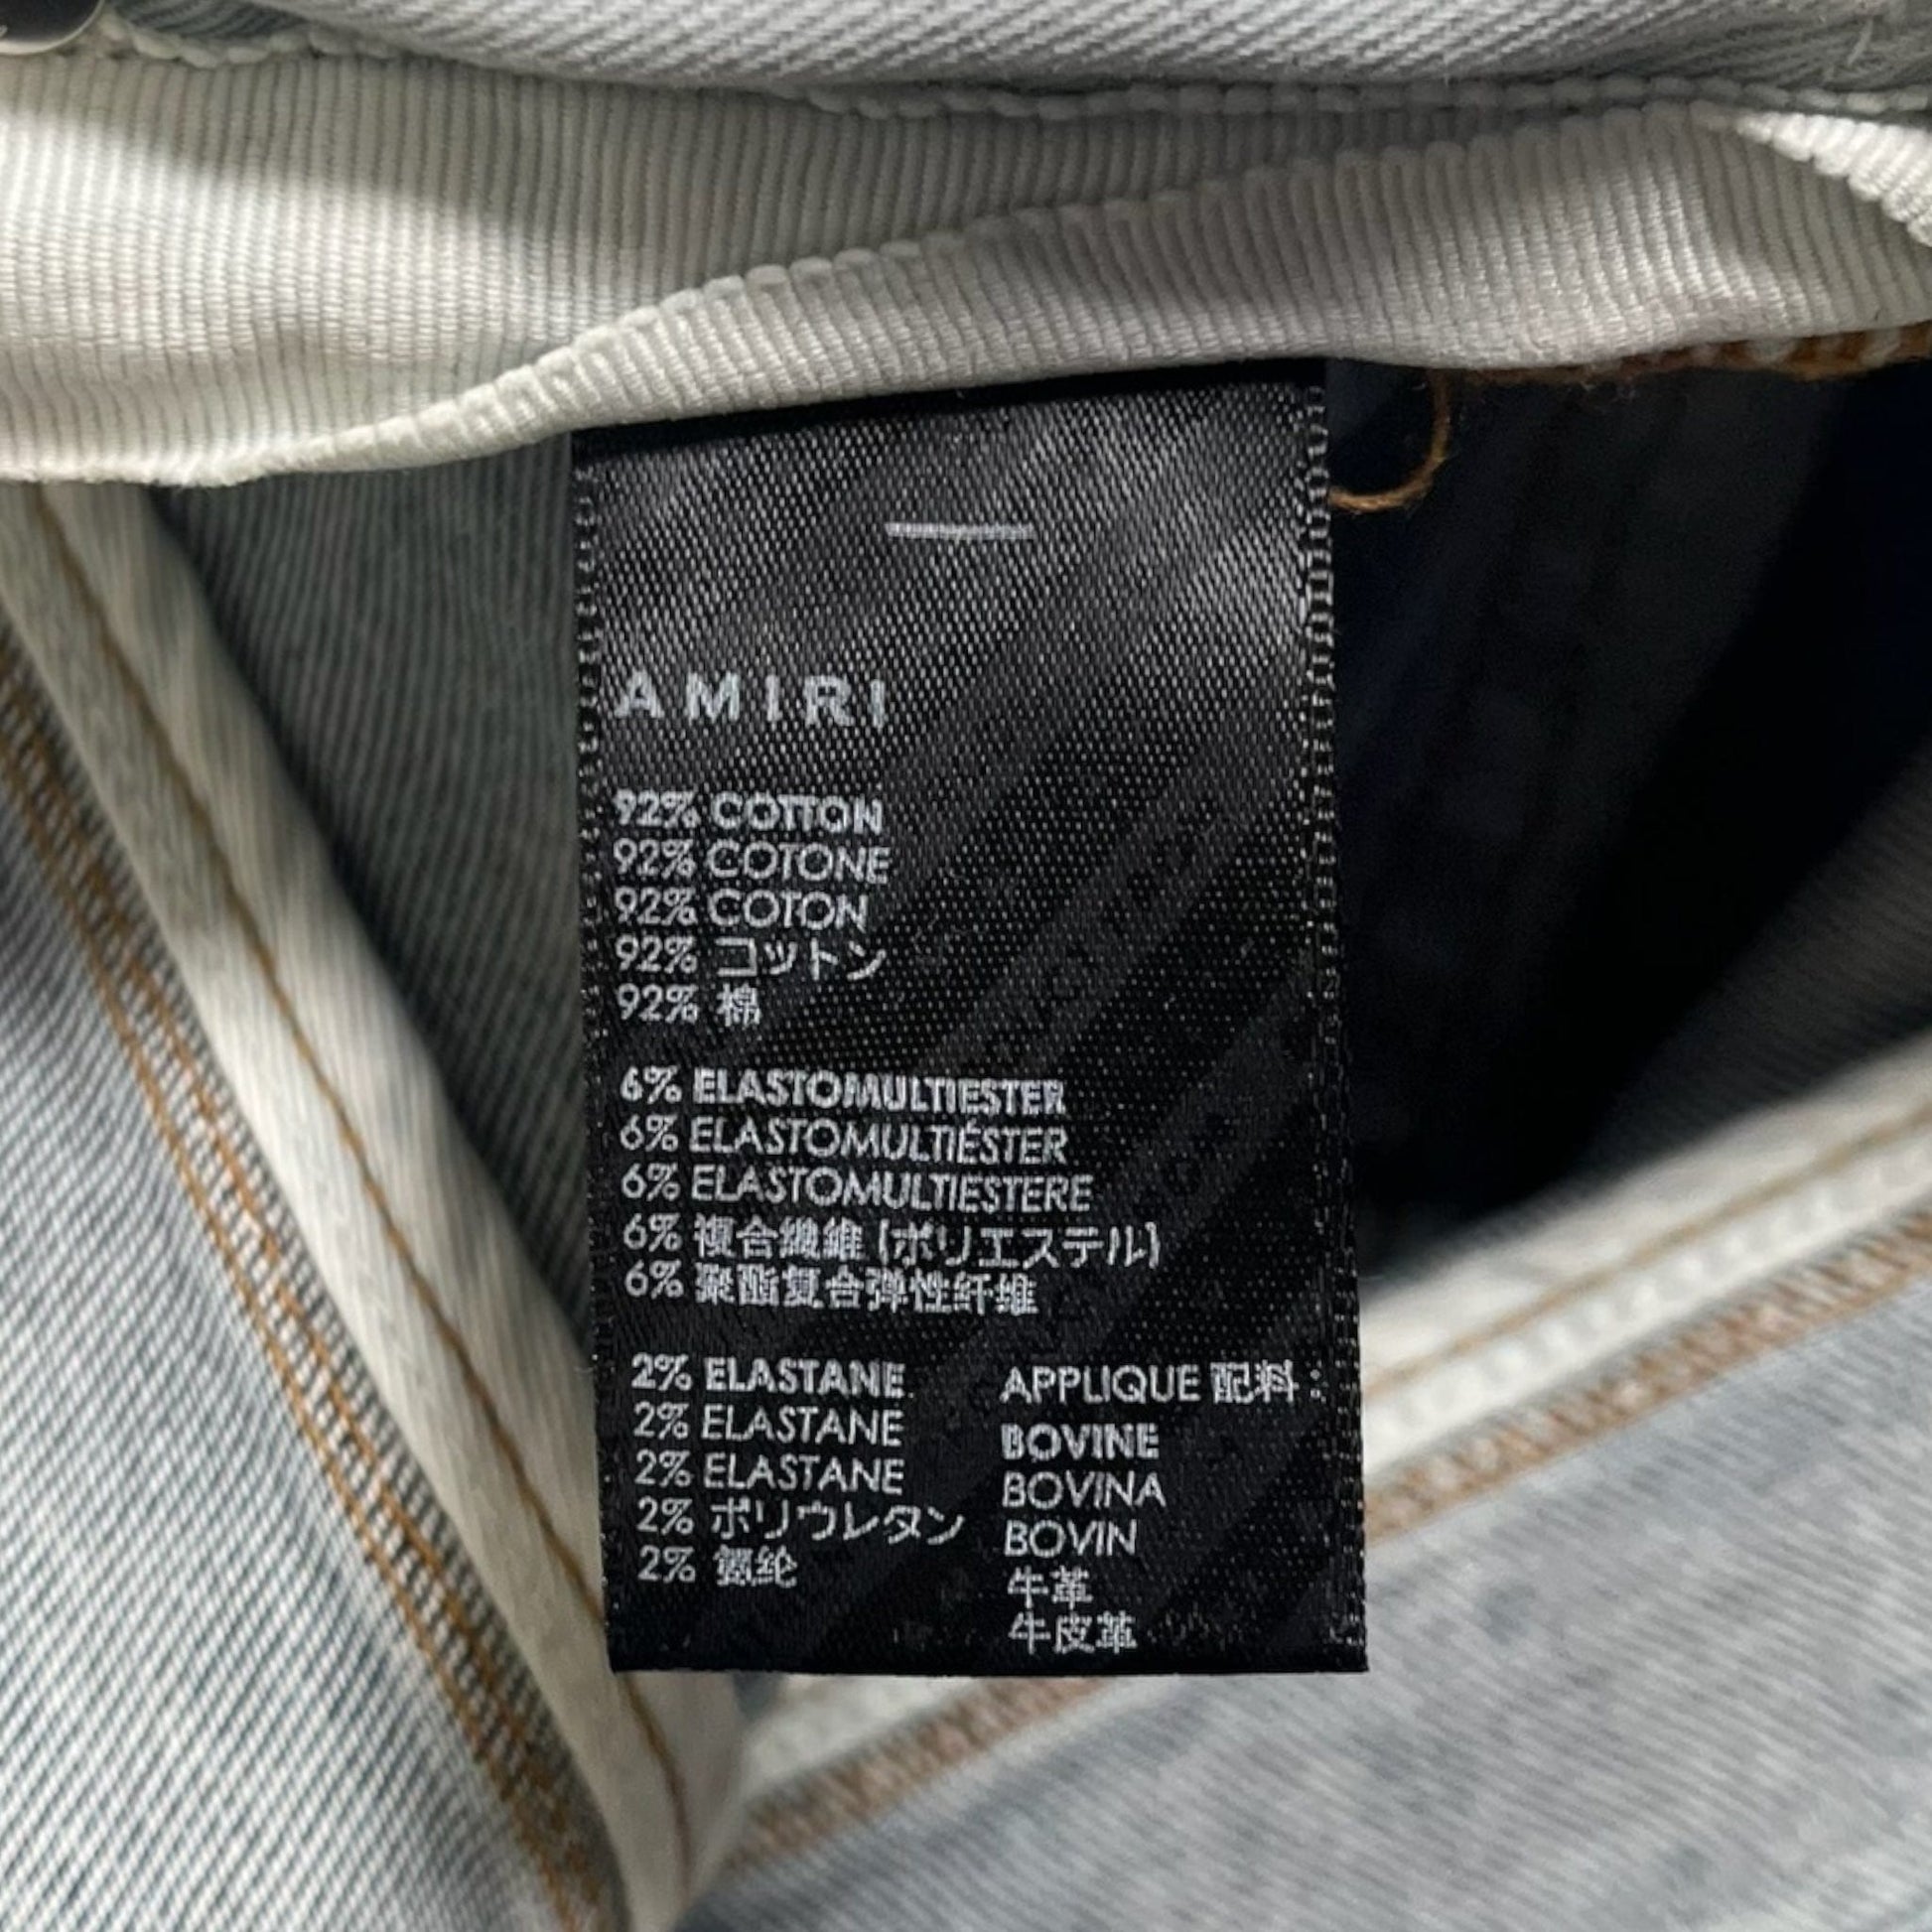 AMIRI
92% COTTON
92% COTONE
92% COTON
92% コットン
92% 棉
6% ELASTOMULTIESTER
6% ELASTOMULTIÉSTER
6% ELASTOMULTIESTERE
6% 複合繊維 (ポリエステル)
6% 聚酯复合弹性纤维
2% ELASTANE
2% ELASTANE
2% ELASTANE
2% ポリウレタン
2% 氨纶
APPLIQUE 配料 :
BOVINE
BOVINA
BOVIN
牛革
牛皮革